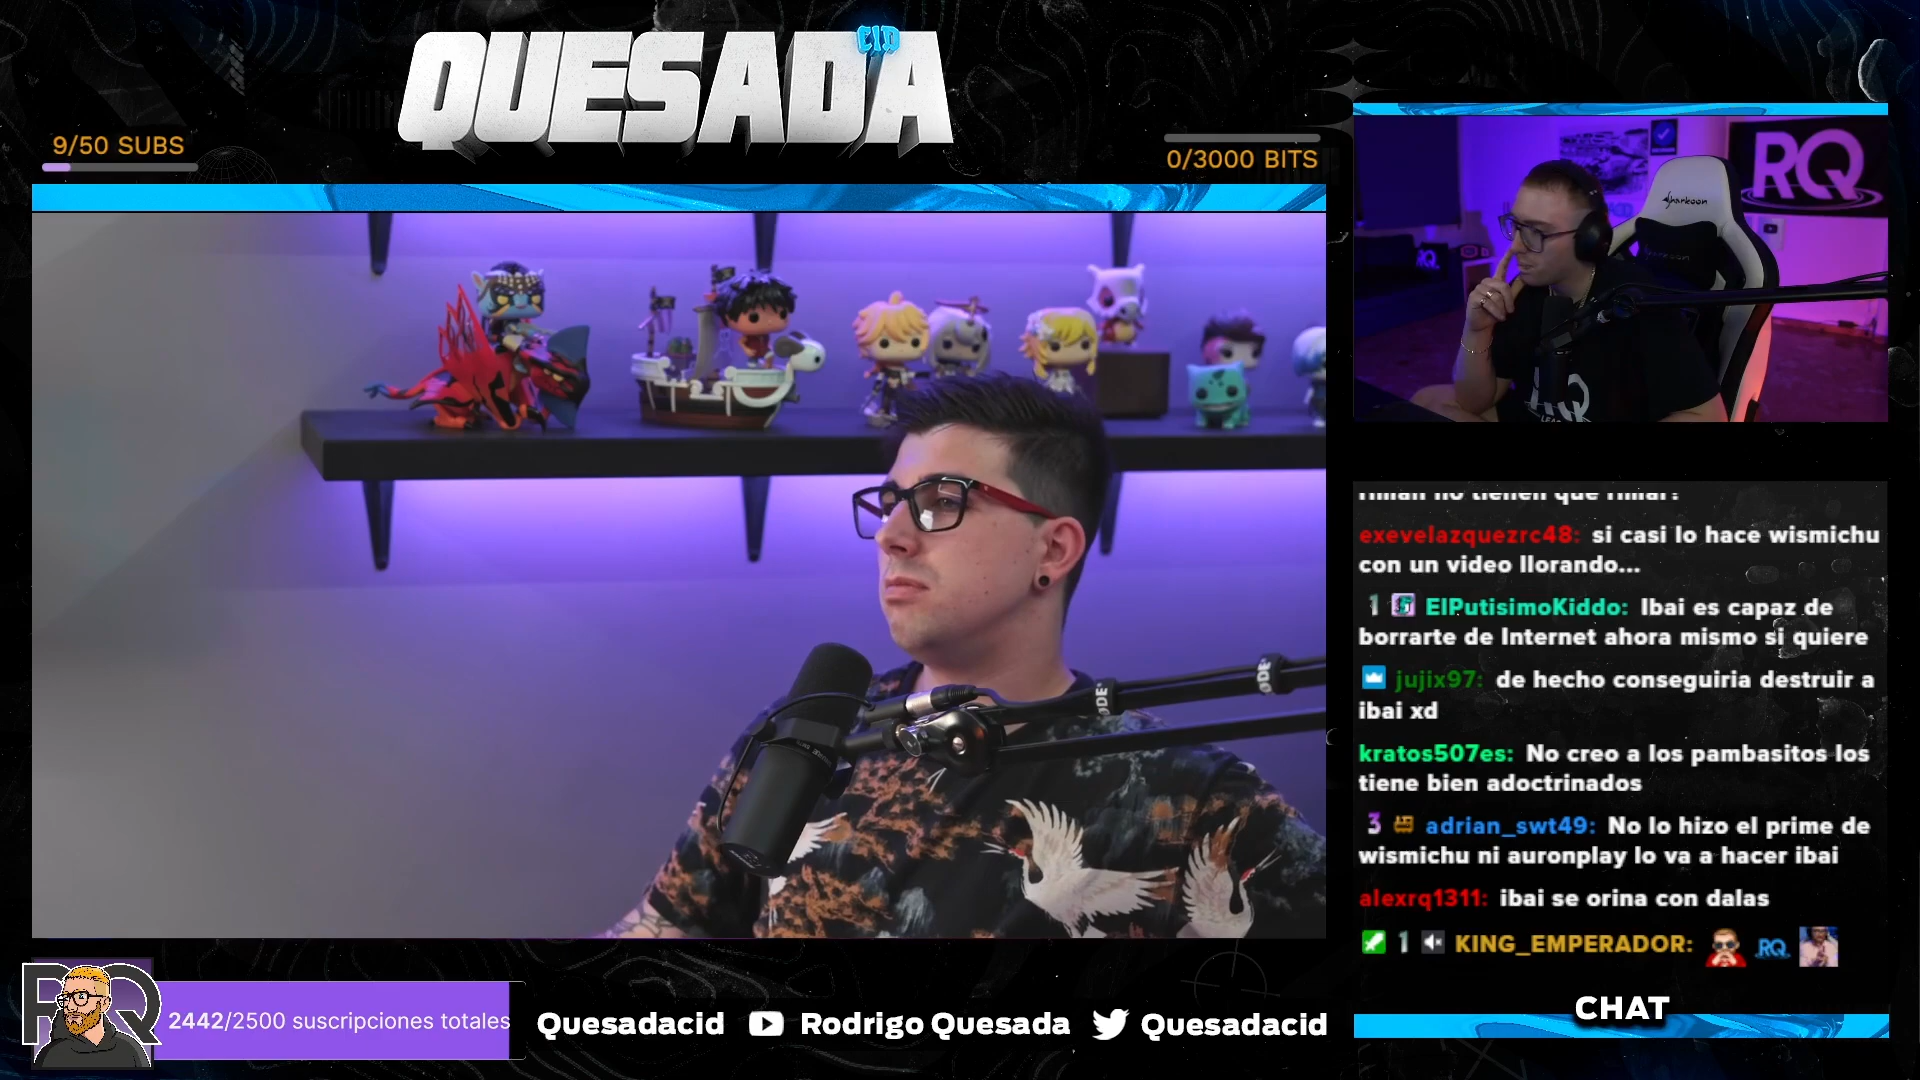 QUESADA
CID
9/50 SUBS
0/3000 BITS
RQ
Sharkoon
exevelazquezrc48: si casi lo hace wismichu
con un video llorando...
1 ElPutisimoKiddo: Ibai es capaz de
borrarte de Internet ahora mismo si quiere
jujix97: de hecho conseguiria destruir a
ibai xd
kratos507es: No creo a los pambasitos los
tiene bien adoctrinados
3 adrian_swt49: No lo hizo el prime de
wismichu ni auronplay lo va a hacer ibai
alexrq1311: ibai se orina con dalas
1 KING_EMPERADOR: RQ
CHAT
2442/2500 suscripciones totales
Quesadacid
Rodrigo Quesada
Quesadacid